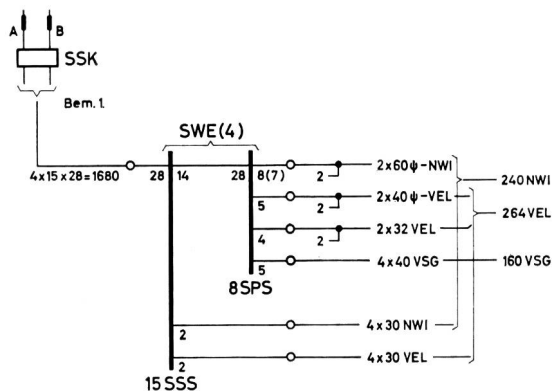 A B
SSK
Bem. 1.
SWE(4)
4x15x28=1680
28 14 28 8(7) 2 2x60ψ-NWI
240 NWI
5 2 2x40ψ-VEL
264 VEL
4 2 2x32 VEL
5 4x40 VSG 160 VSG
8SPS
2 4x30 NWI
2 4x30 VEL
15 SSS